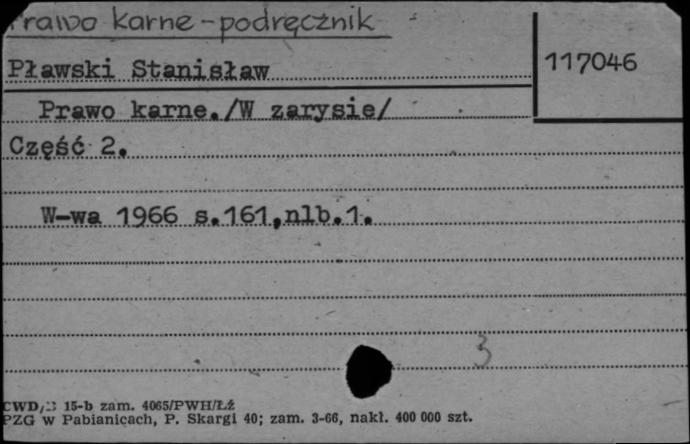 Prawo karne - podręcznik
117046
Pławski Stanisław
Prawo karne./W zarysie/
Część 2.
W-wa 1966 s.161,nlb.1.
3
CWD/ 15-b zam. 4065/PWH/Łż
PZG w Pabianicach, P. Skargi 40; zam. 3-66, nakł. 400 000 szt.